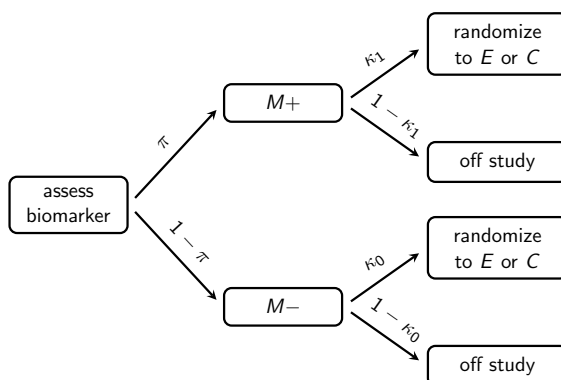 randomize
to E or C
κ1
M+
1 − κ1
π
off study
assess
biomarker
randomize
to E or C
1 − π
κ0
M−
1 − κ0
off study